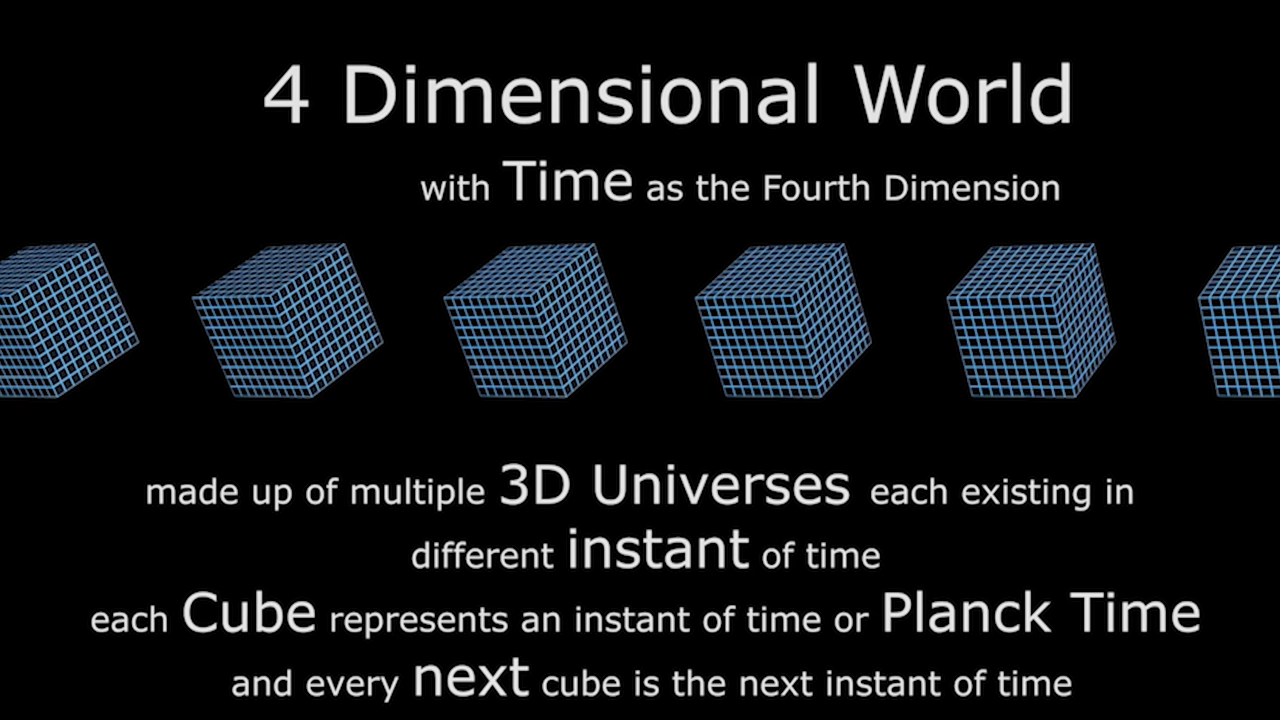 4 Dimensional World
with Time as the Fourth Dimension
made up of multiple 3D Universes each existing in
different instant of time
each Cube represents an instant of time or Planck Time
and every next cube is the next instant of time